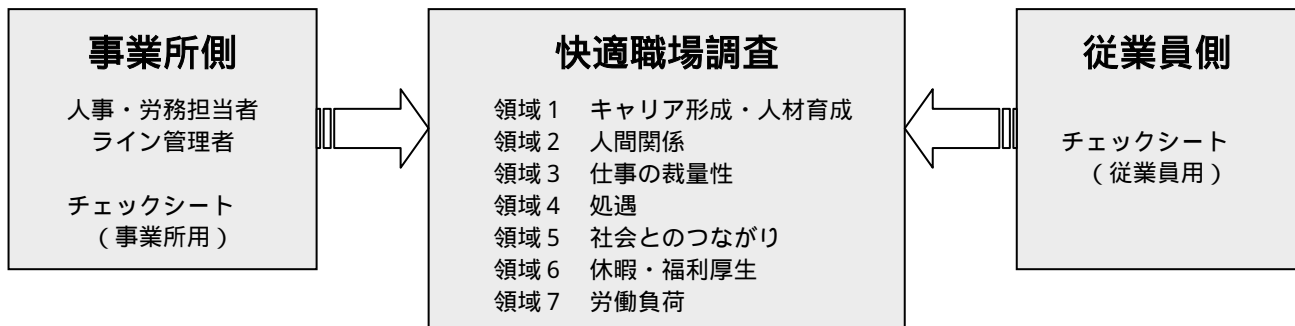 事業所側
人事・労務担当者
ライン管理者
チェックシート
（事業所用）
快適職場調査
領域１　キャリア形成・人材育成
領域２　人間関係
領域３　仕事の裁量性
領域４　処遇
領域５　社会とのつながり
領域６　休暇・福利厚生
領域７　労働負荷
従業員側
チェックシート
（従業員用）